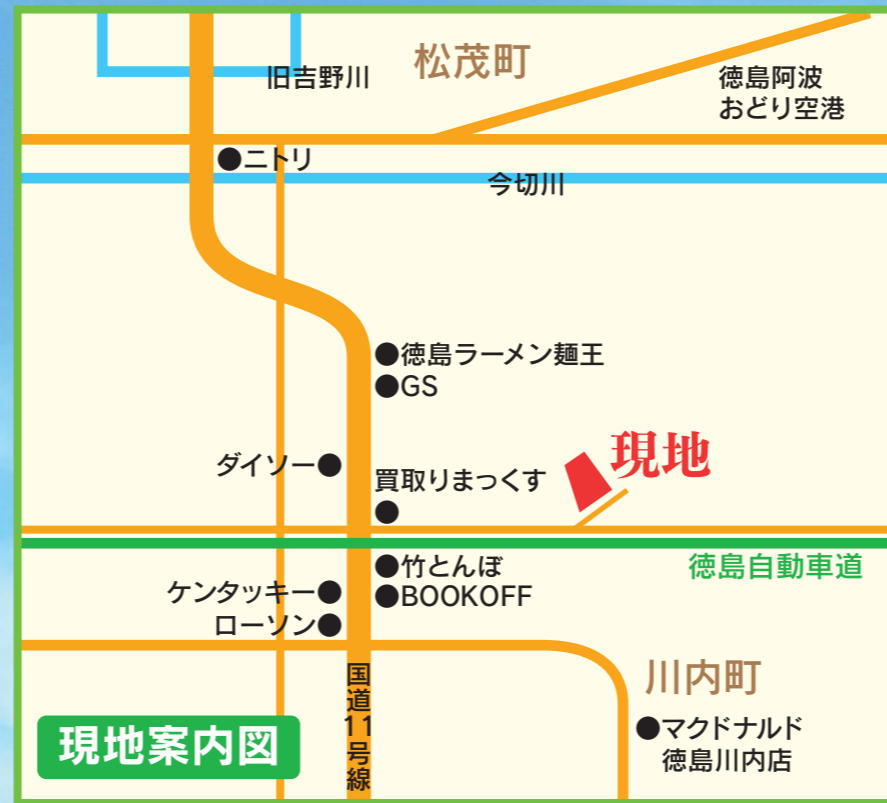 松茂町
旧吉野川
徳島阿波
おどり空港
●ニトリ
今切川
●徳島ラーメン麺王
●GS
ダイソー●
買取りまっくす
●
現地
徳島自動車道
●竹とんぼ
ケンタッキー●
●BOOKOFF
ローソン●
国道11号線
川内町
●マクドナルド
徳島川内店
現地案内図